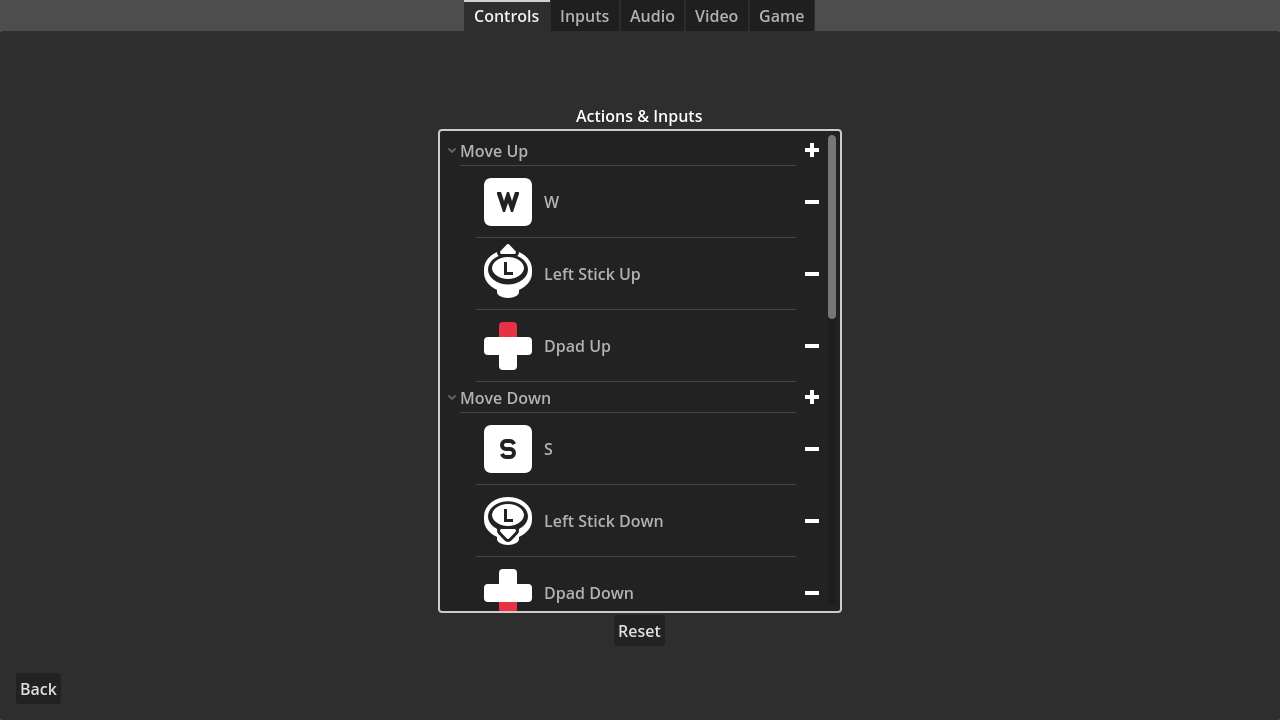 Controls Inputs Audio Video Game
Actions & Inputs
Move Up
W W
L Left Stick Up
Dpad Up
Move Down
S S
L Left Stick Down
Dpad Down
Reset
Back